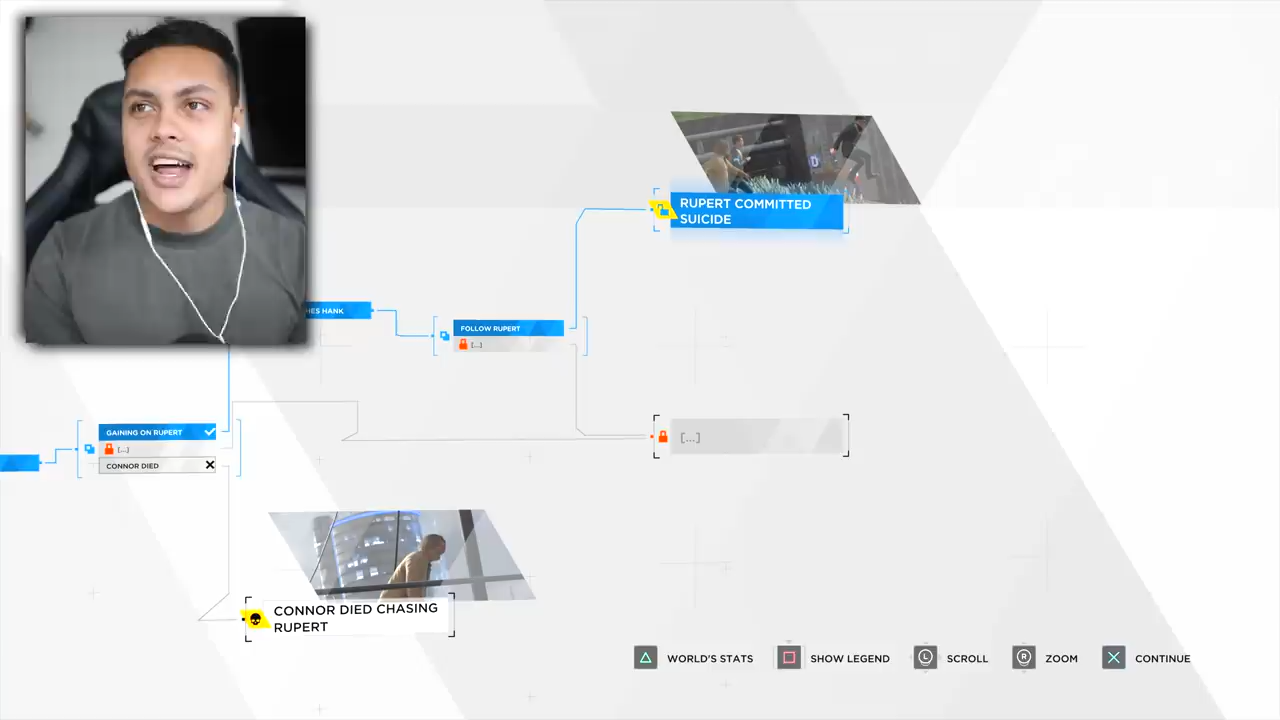 RUPERT COMMITTED
SUICIDE
HANK
FOLLOW RUPERT
[...]
GAINING ON RUPERT
[...]
CONNOR DIED
[...]
CONNOR DIED CHASING
RUPERT
WORLD'S STATS
SHOW LEGEND
L
SCROLL
R
ZOOM
CONTINUE